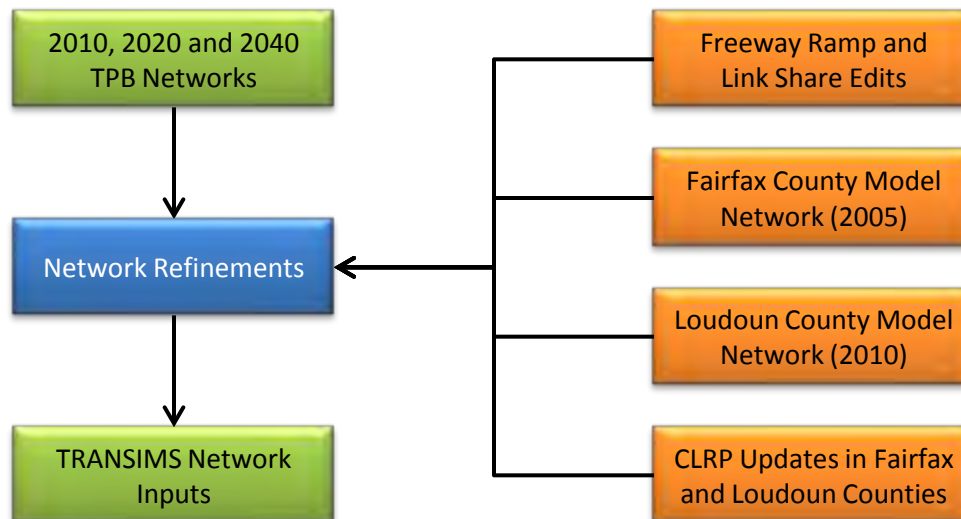 2010, 2020 and 2040
TPB Networks
Network Refinements
TRANSIMS Network
Inputs
Freeway Ramp and
Link Share Edits
Fairfax County Model
Network (2005)
Loudoun County Model
Network (2010)
CLRP Updates in Fairfax
and Loudoun Counties